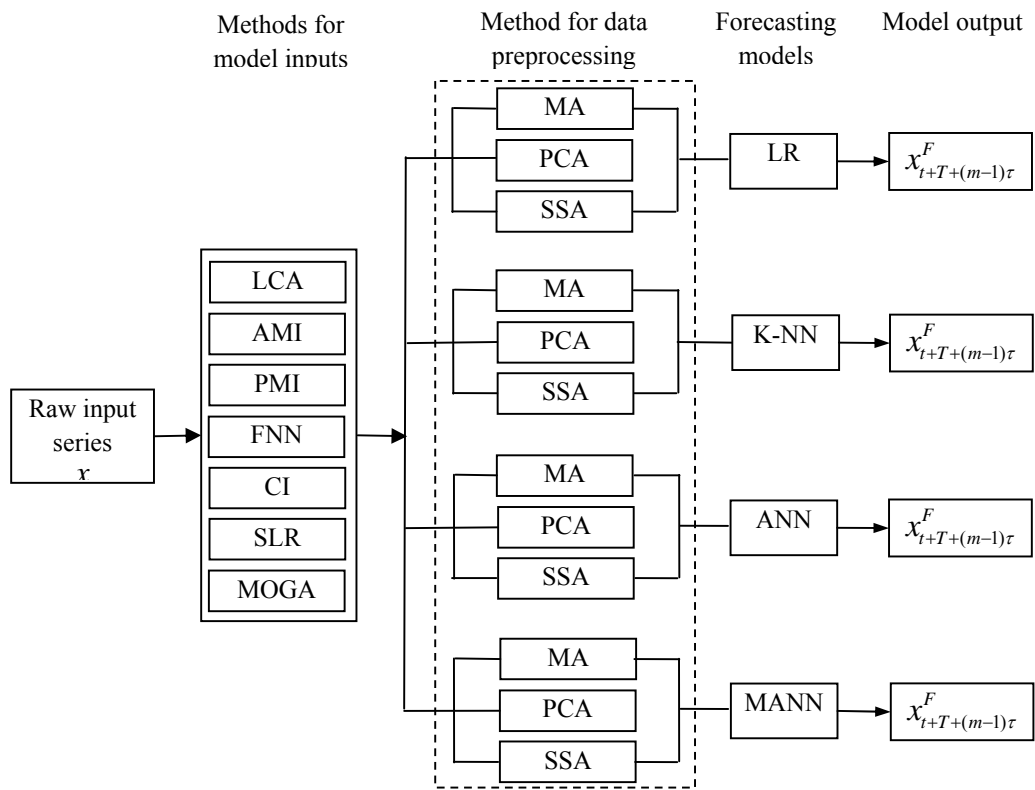 Methods for
model inputs
Method for data
preprocessing
Forecasting
models
Model output
Raw input
series
x
LCA
AMI
PMI
FNN
CI
SLR
MOGA
MA
PCA
SSA
LR
x^F_{t+T+(m−1)τ}
MA
PCA
SSA
K-NN
x^F_{t+T+(m−1)τ}
MA
PCA
SSA
ANN
x^F_{t+T+(m−1)τ}
MA
PCA
SSA
MANN
x^F_{t+T+(m−1)τ}